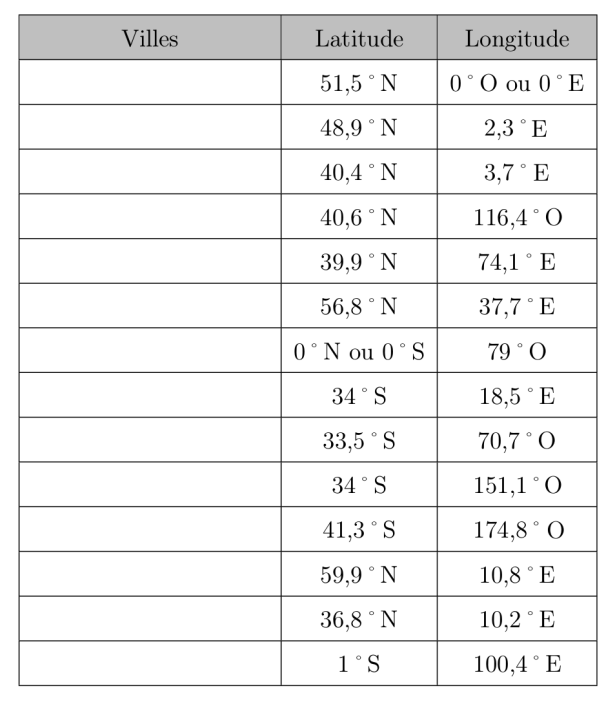 Villes Latitude Longitude
51,5 ° N 0 ° O ou 0 ° E
48,9 ° N 2,3 ° E
40,4 ° N 3,7 ° E
40,6 ° N 116,4 ° O
39,9 ° N 74,1 ° E
56,8 ° N 37,7 ° E
0 ° N ou 0 ° S 79 ° O
34 ° S 18,5 ° E
33,5 ° S 70,7 ° O
34 ° S 151,1 ° O
41,3 ° S 174,8 ° O
59,9 ° N 10,8 ° E
36,8 ° N 10,2 ° E
1 ° S 100,4 ° E